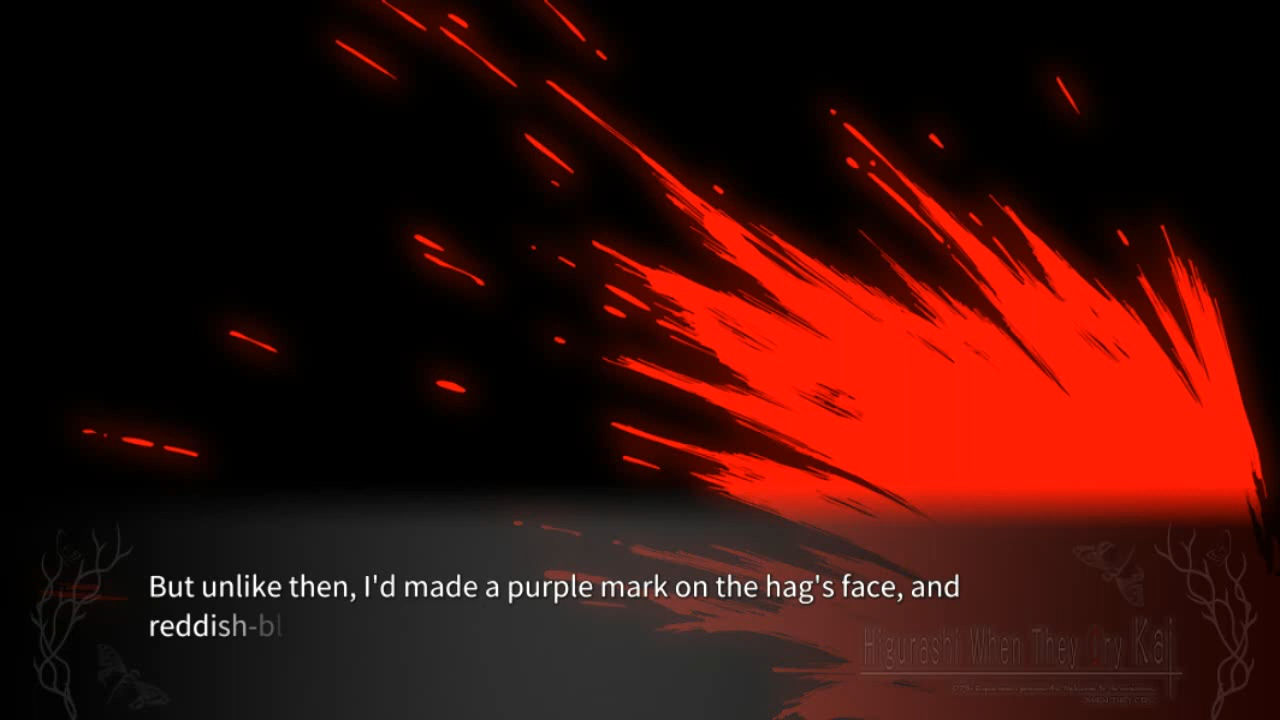 But unlike then, I'd made a purple mark on the hag's face, and
reddish-bl
Higurashi When They Cry Kai